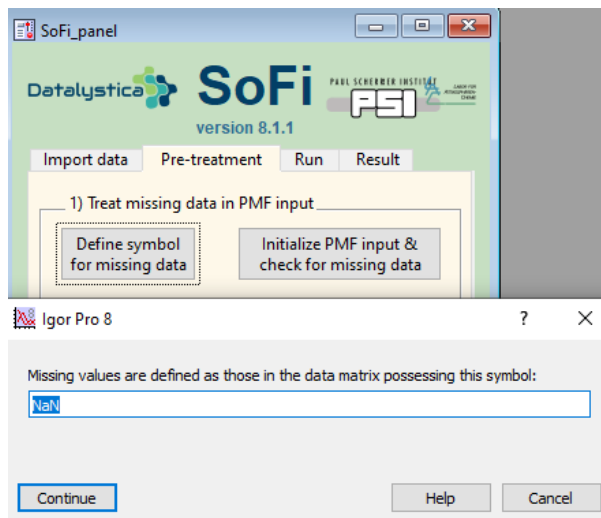 SoFi_panel
Datalystica SoFi PAUL SCHERRER INSTITUT
PSI
version 8.1.1
Import data Pre-treatment Run Result
1) Treat missing data in PMF input
Define symbol Initialize PMF input &
for missing data check for missing data
Igor Pro 8 ?
Missing values are defined as those in the data matrix possessing this symbol:
NaN
Continue Help Cancel